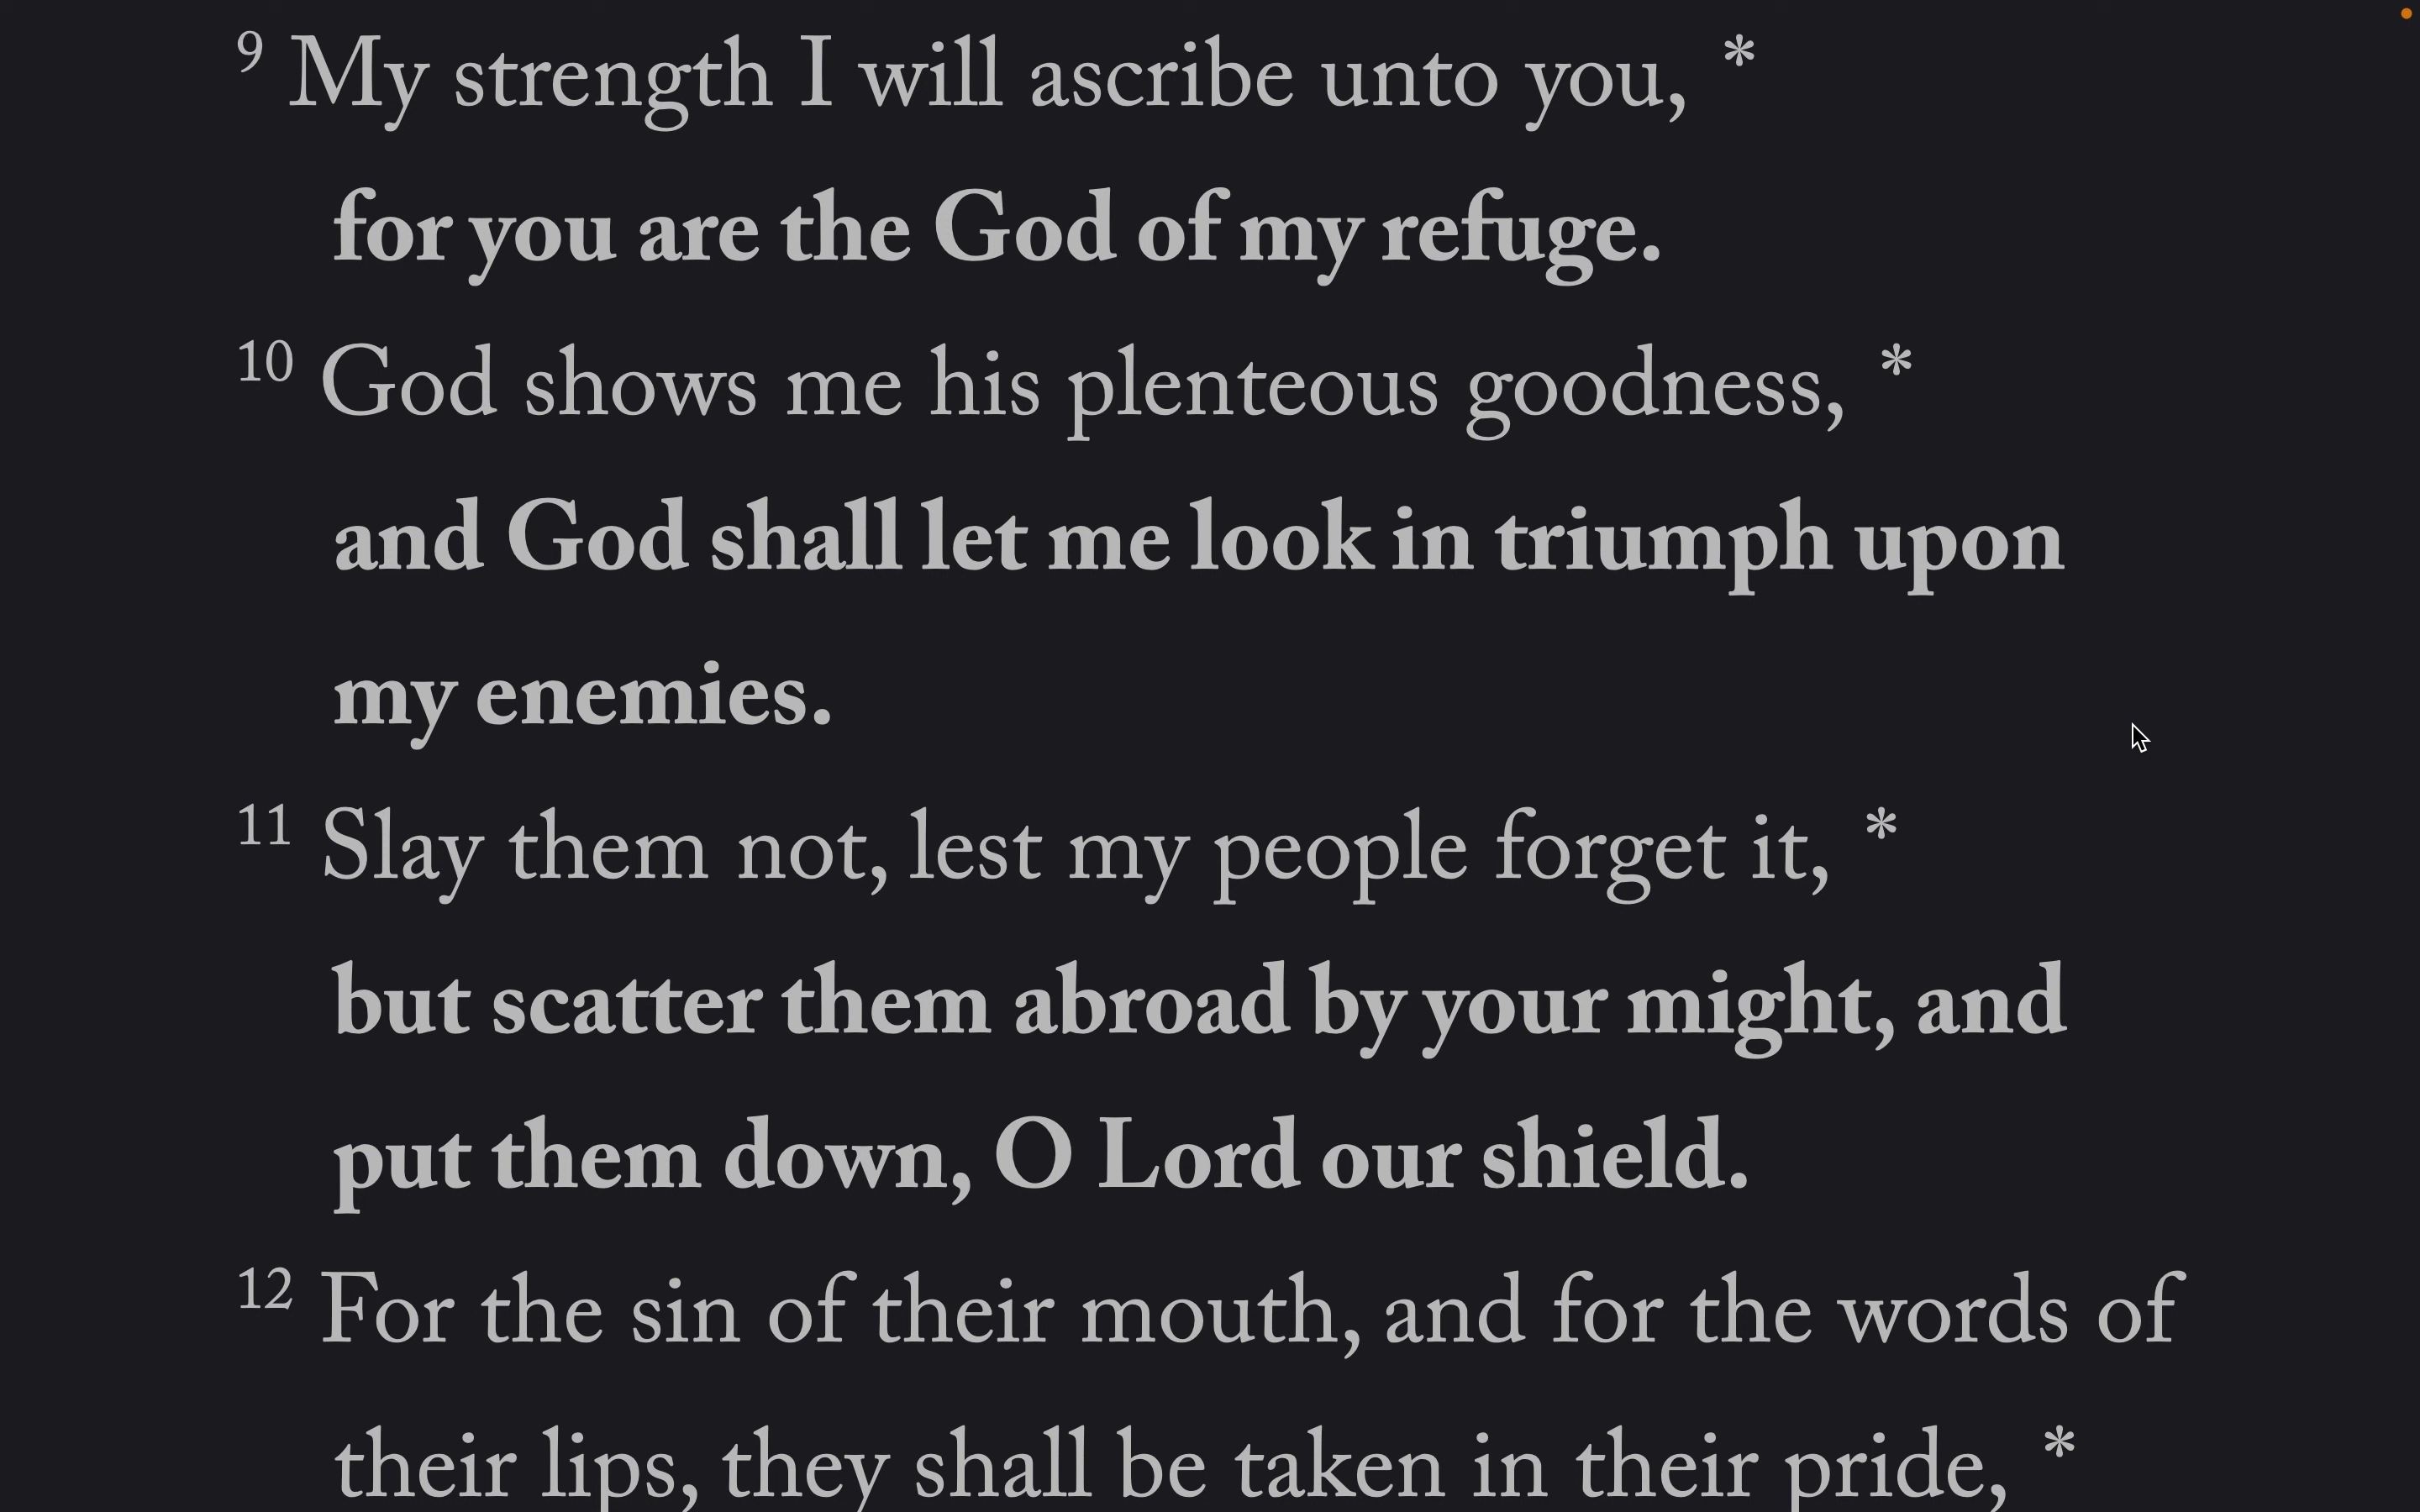 9 My strength I will ascribe unto you, *
for you are the God of my refuge.
10 God shows me his plenteous goodness, *
and God shall let me look in triumph upon
my enemies.
11 Slay them not, lest my people forget it, *
but scatter them abroad by your might, and
put them down, O Lord our shield.
12 For the sin of their mouth, and for the words of
their lips, they shall be taken in their pride, *